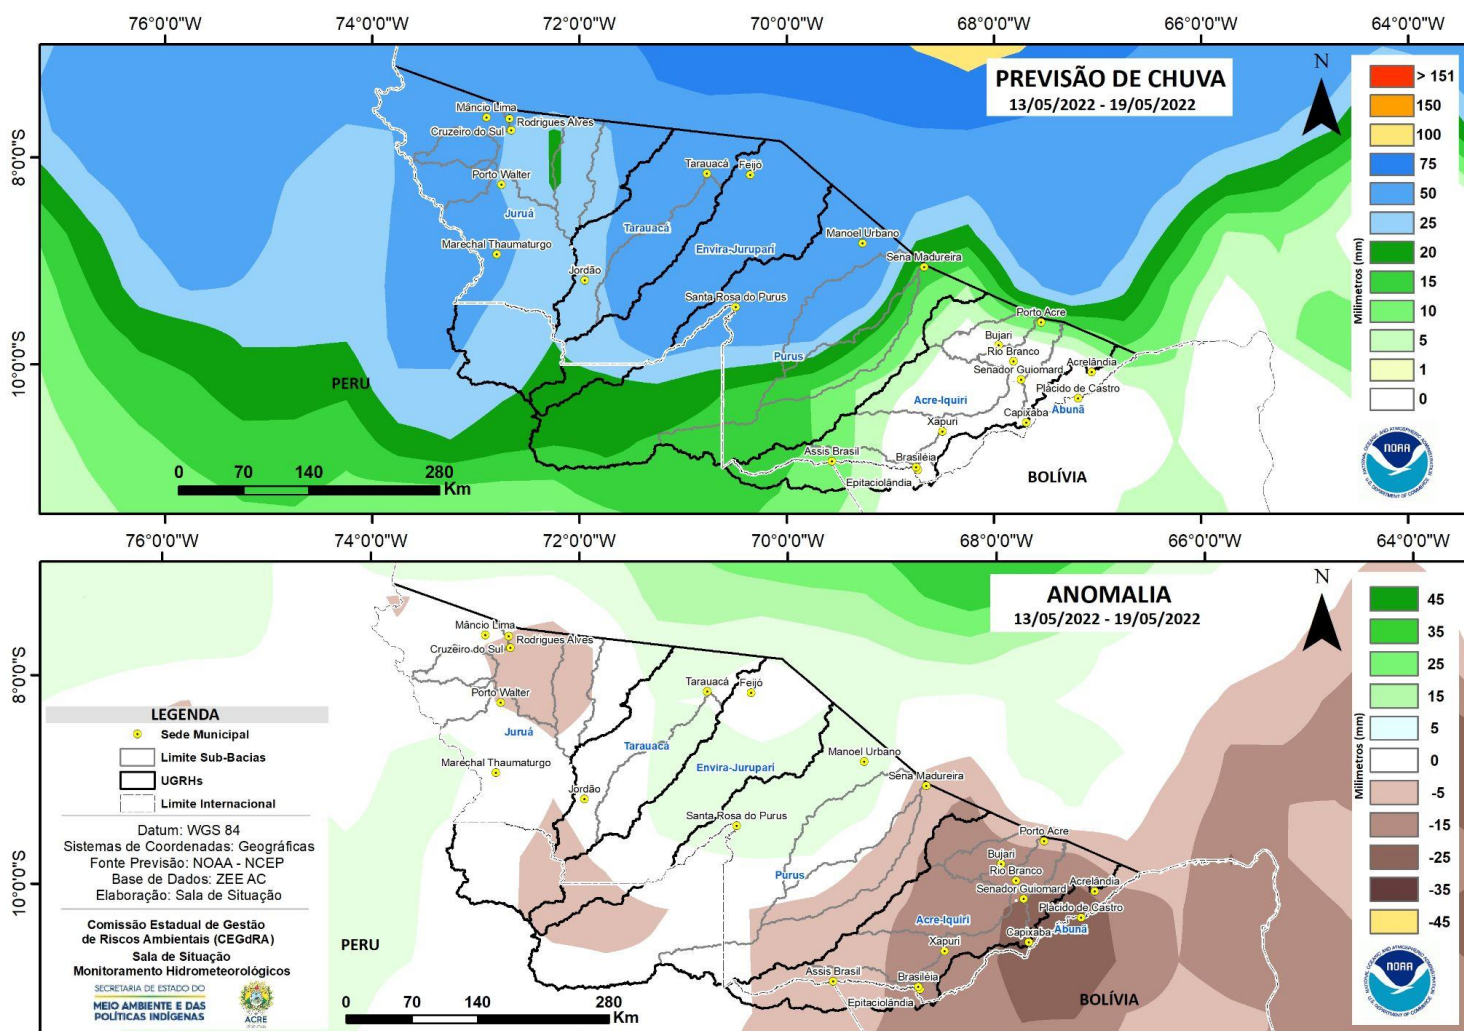 76°0'0"W 74°0'0"W 72°0'0"W 70°0'0"W 68°0'0"W 66°0'0"W 64°0'0"W
PREVISÃO DE CHUVA
13/05/2022 - 19/05/2022
N
> 151
150
100
75
50
25
20
15
10
5
1
0
Milimetros (mm)
NOAA
8°0'0"S
10°0'0"S
Mâncio Lima
Rodrigues Alves
Cruzeiro do Sul
Porto Walter
Juruá
Marechal Thaumaturgo
Jordão
Tarauacá
Feijó
Tarauacá
Envira-Jurupari
Manoel Urbano
Sena Madureira
Santa Rosa do Purus
Purus
Porto Acre
Bujari
Rio Branco
Acrelândia
Senador Guiomard
Plácido de Castro
Acre-Iquiri
Abunã
Capixaba
Xapuri
Assis Brasil
Brasiléia
Epitaciolândia
PERU
BOLÍVIA
0 70 140 280
Km
76°0'0"W 74°0'0"W 72°0'0"W 70°0'0"W 68°0'0"W 66°0'0"W 64°0'0"W
ANOMALIA
13/05/2022 - 19/05/2022
N
45
35
25
15
5
0
-5
-15
-25
-35
-45
Milimetros (mm)
NOAA
8°0'0"S
10°0'0"S
Mâncio Lima
Rodrigues Alves
Cruzeiro do Sul
Porto Walter
Juruá
Marechal Thaumaturgo
Jordão
Tarauacá
Feijó
Tarauacá
Envira-Jurupari
Manoel Urbano
Sena Madureira
Santa Rosa do Purus
Purus
Porto Acre
Bujari
Rio Branco
Acrelândia
Senador Guiomard
Plácido de Castro
Acre-Iquiri
Abunã
Capixaba
Xapuri
Assis Brasil
Brasiléia
Epitaciolândia
PERU
BOLÍVIA
0 70 140 280
Km
LEGENDA
Sede Municipal
Limite Sub-Bacias
UGRHs
Limite Internacional
Datum: WGS 84
Sistemas de Coordenadas: Geográficas
Fonte Previsão: NOAA - NCEP
Base de Dados: ZEE AC
Elaboração: Sala de Situação
Comissão Estadual de Gestão
de Riscos Ambientais (CEGdRA)
Sala de Situação
Monitoramento Hidrometeorológicos
SECRETARIA DE ESTADO DO
MEIO AMBIENTE E DAS
POLÍTICAS INDÍGENAS
ACRE